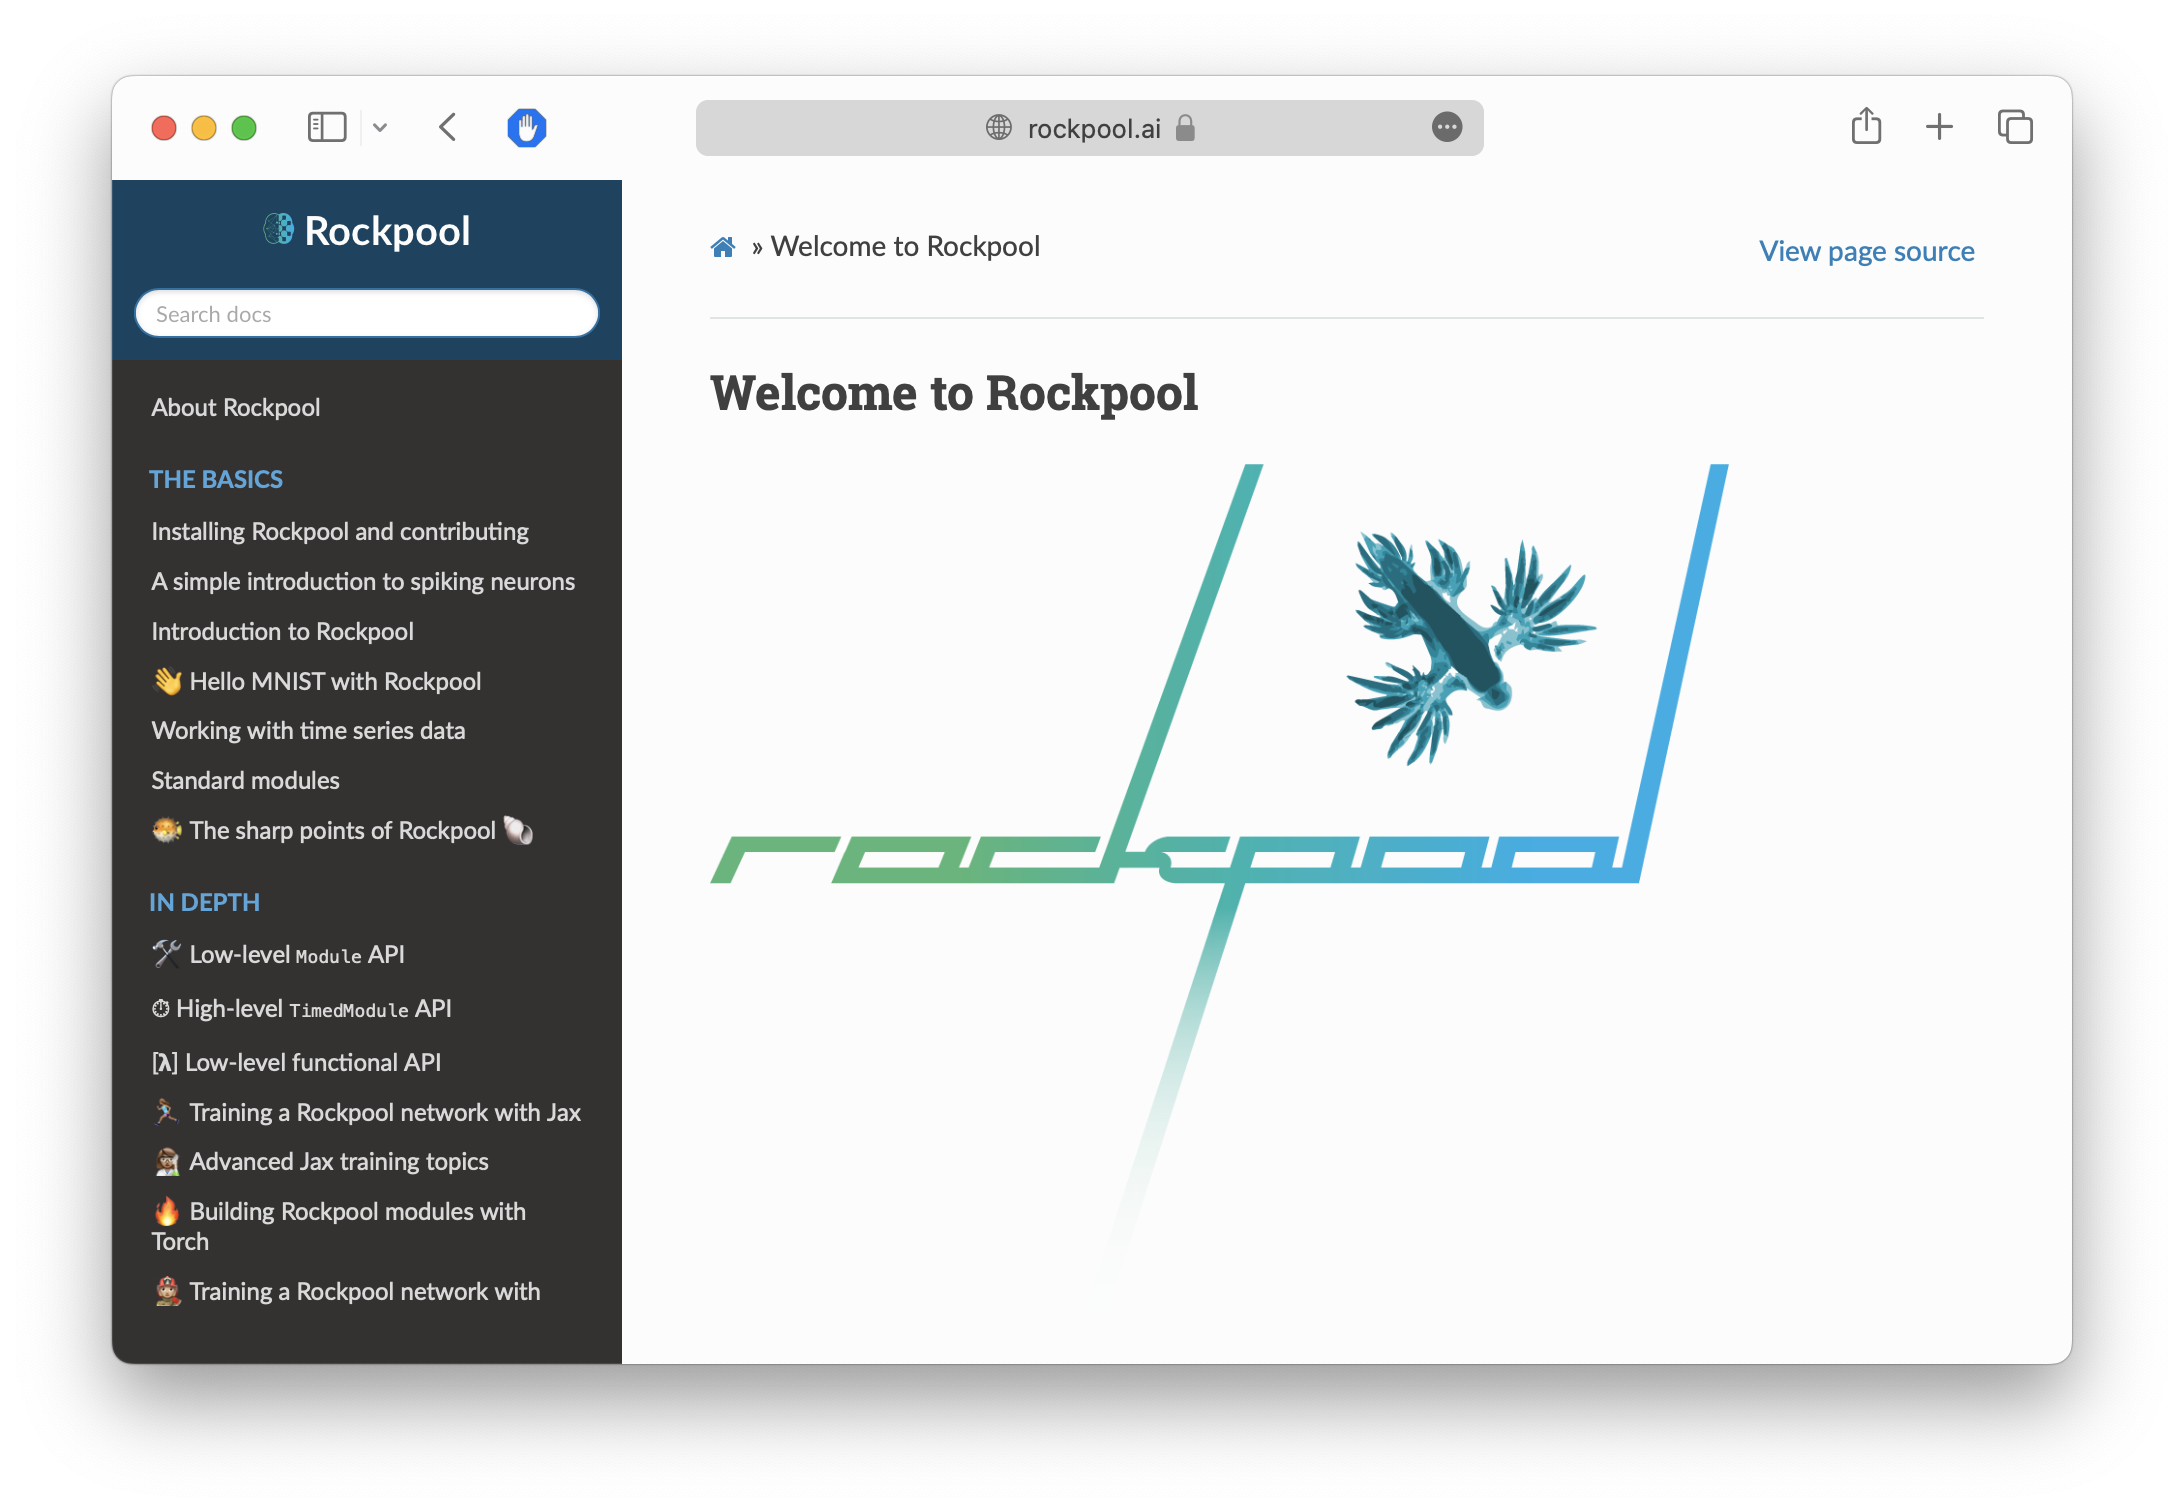 rockpool.ai
Rockpool
Search docs
About Rockpool
THE BASICS
Installing Rockpool and contributing
A simple introduction to spiking neurons
Introduction to Rockpool
👋 Hello MNIST with Rockpool
Working with time series data
Standard modules
🐡 The sharp points of Rockpool 🐚
IN DEPTH
🛠 Low-level Module API
⏱ High-level TimedModule API
[λ] Low-level functional API
🏃🏽‍♀️ Training a Rockpool network with Jax
👩🏼‍🔬 Advanced Jax training topics
🔥 Building Rockpool modules with
Torch
👩🏼‍🚒 Training a Rockpool network with
» Welcome to Rockpool
View page source
Welcome to Rockpool
rockpool